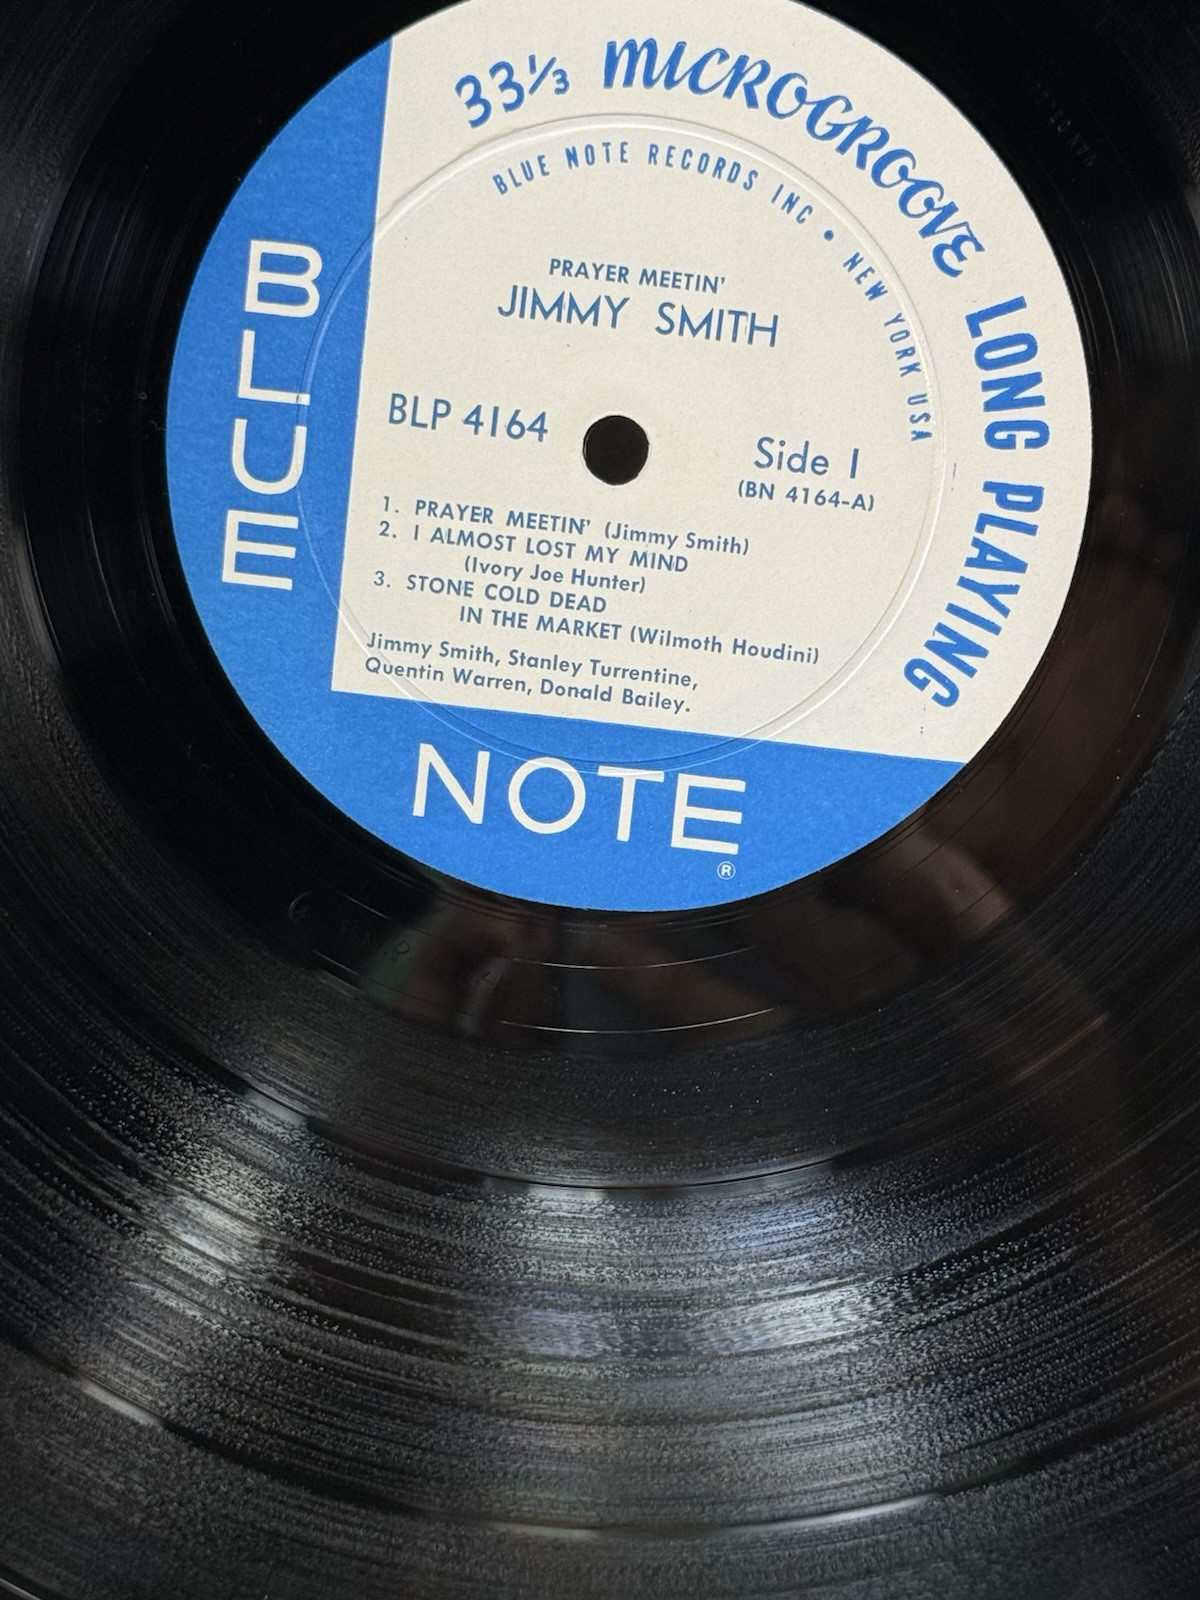 33⅓ MICROGROOVE LONG PLAYING
BLUE NOTE RECORDS INC • NEW YORK USA
PRAYER MEETIN'
JIMMY SMITH
BLP 4164
Side 1
(BN 4164-A)
1. PRAYER MEETIN' (Jimmy Smith)
2. I ALMOST LOST MY MIND
(Ivory Joe Hunter)
3. STONE COLD DEAD
IN THE MARKET (Wilmoth Houdini)
Jimmy Smith, Stanley Turrentine,
Quentin Warren, Donald Bailey.
BLUE
NOTE
®